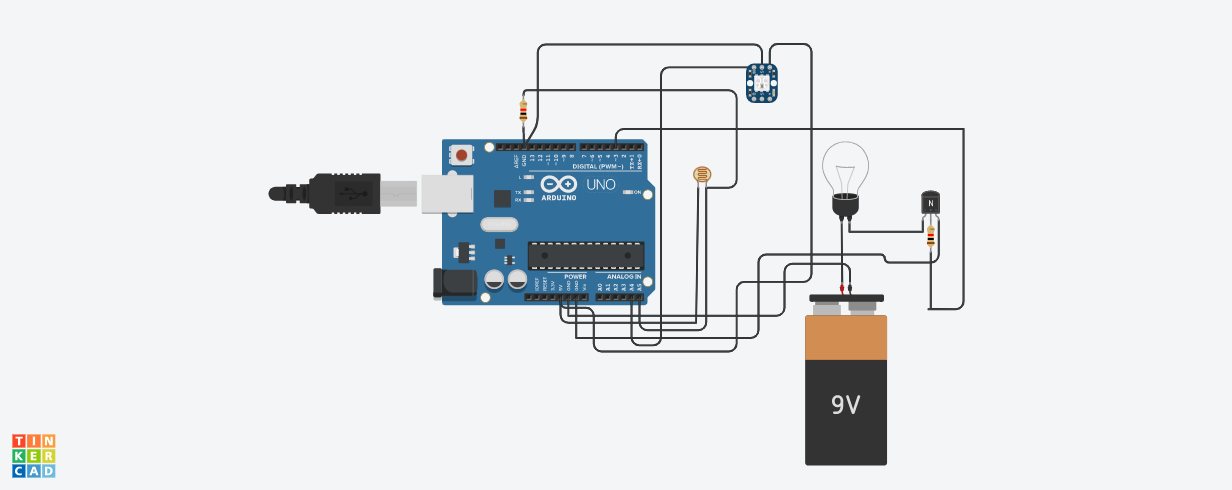 AREF
GND
13
12
~11
~10
~9
8
7
~6
~5
4
~3
2
TX→1
RX←0
DIGITAL (PWM~)
L
TX
RX
ON
UNO
ARDUINO
N
POWER
ANALOG IN
IOREF
RESET
3.3V
5V
GND
GND
Vin
A0
A1
A2
A3
A4
A5
9V
TIN
KER
CAD